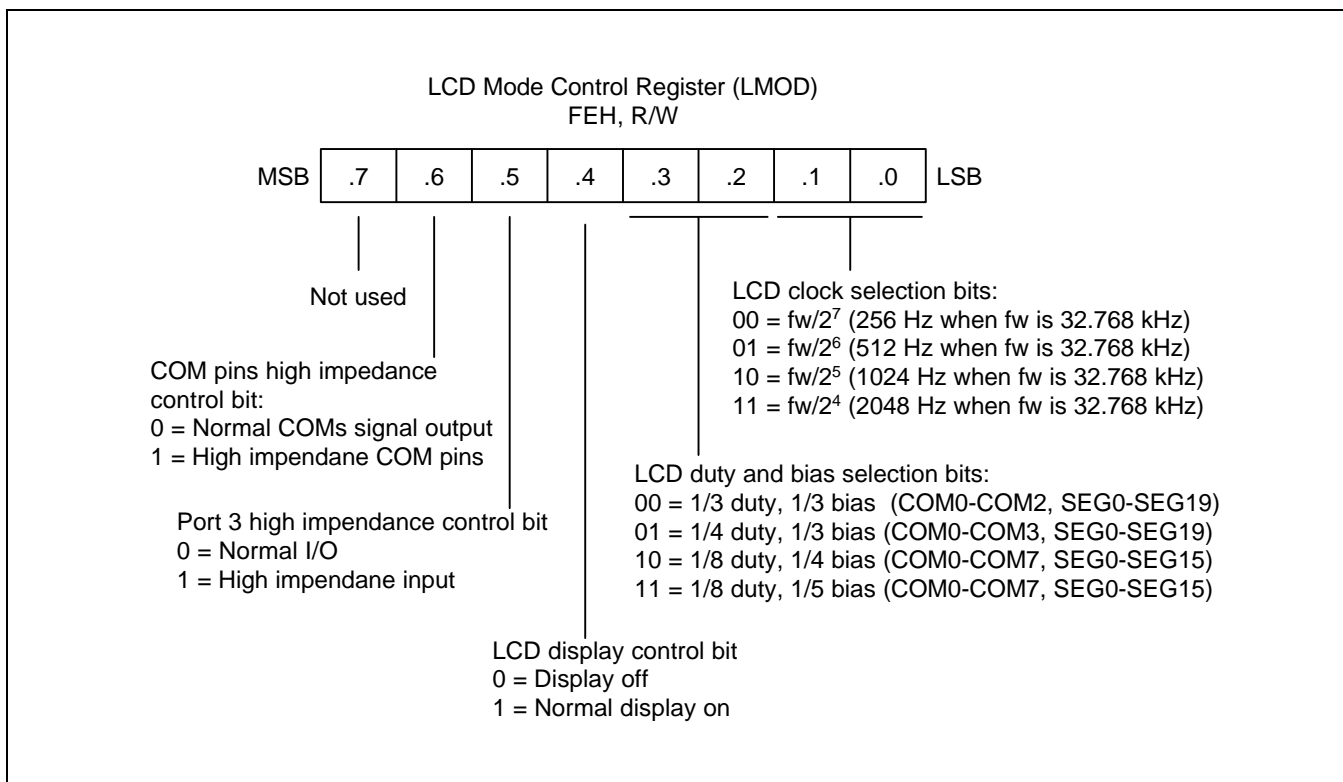 LCD Mode Control Register (LMOD)
FEH, R/W
MSB .7 .6 .5 .4 .3 .2 .1 .0 LSB
Not used
COM pins high impedance
control bit:
0 = Normal COMs signal output
1 = High impendane COM pins
Port 3 high impendance control bit
0 = Normal I/O
1 = High impendane input
LCD display control bit
0 = Display off
1 = Normal display on
LCD duty and bias selection bits:
00 = 1/3 duty, 1/3 bias (COM0-COM2, SEG0-SEG19)
01 = 1/4 duty, 1/3 bias (COM0-COM3, SEG0-SEG19)
10 = 1/8 duty, 1/4 bias (COM0-COM7, SEG0-SEG15)
11 = 1/8 duty, 1/5 bias (COM0-COM7, SEG0-SEG15)
LCD clock selection bits:
00 = fw/2⁷ (256 Hz when fw is 32.768 kHz)
01 = fw/2⁶ (512 Hz when fw is 32.768 kHz)
10 = fw/2⁵ (1024 Hz when fw is 32.768 kHz)
11 = fw/2⁴ (2048 Hz when fw is 32.768 kHz)